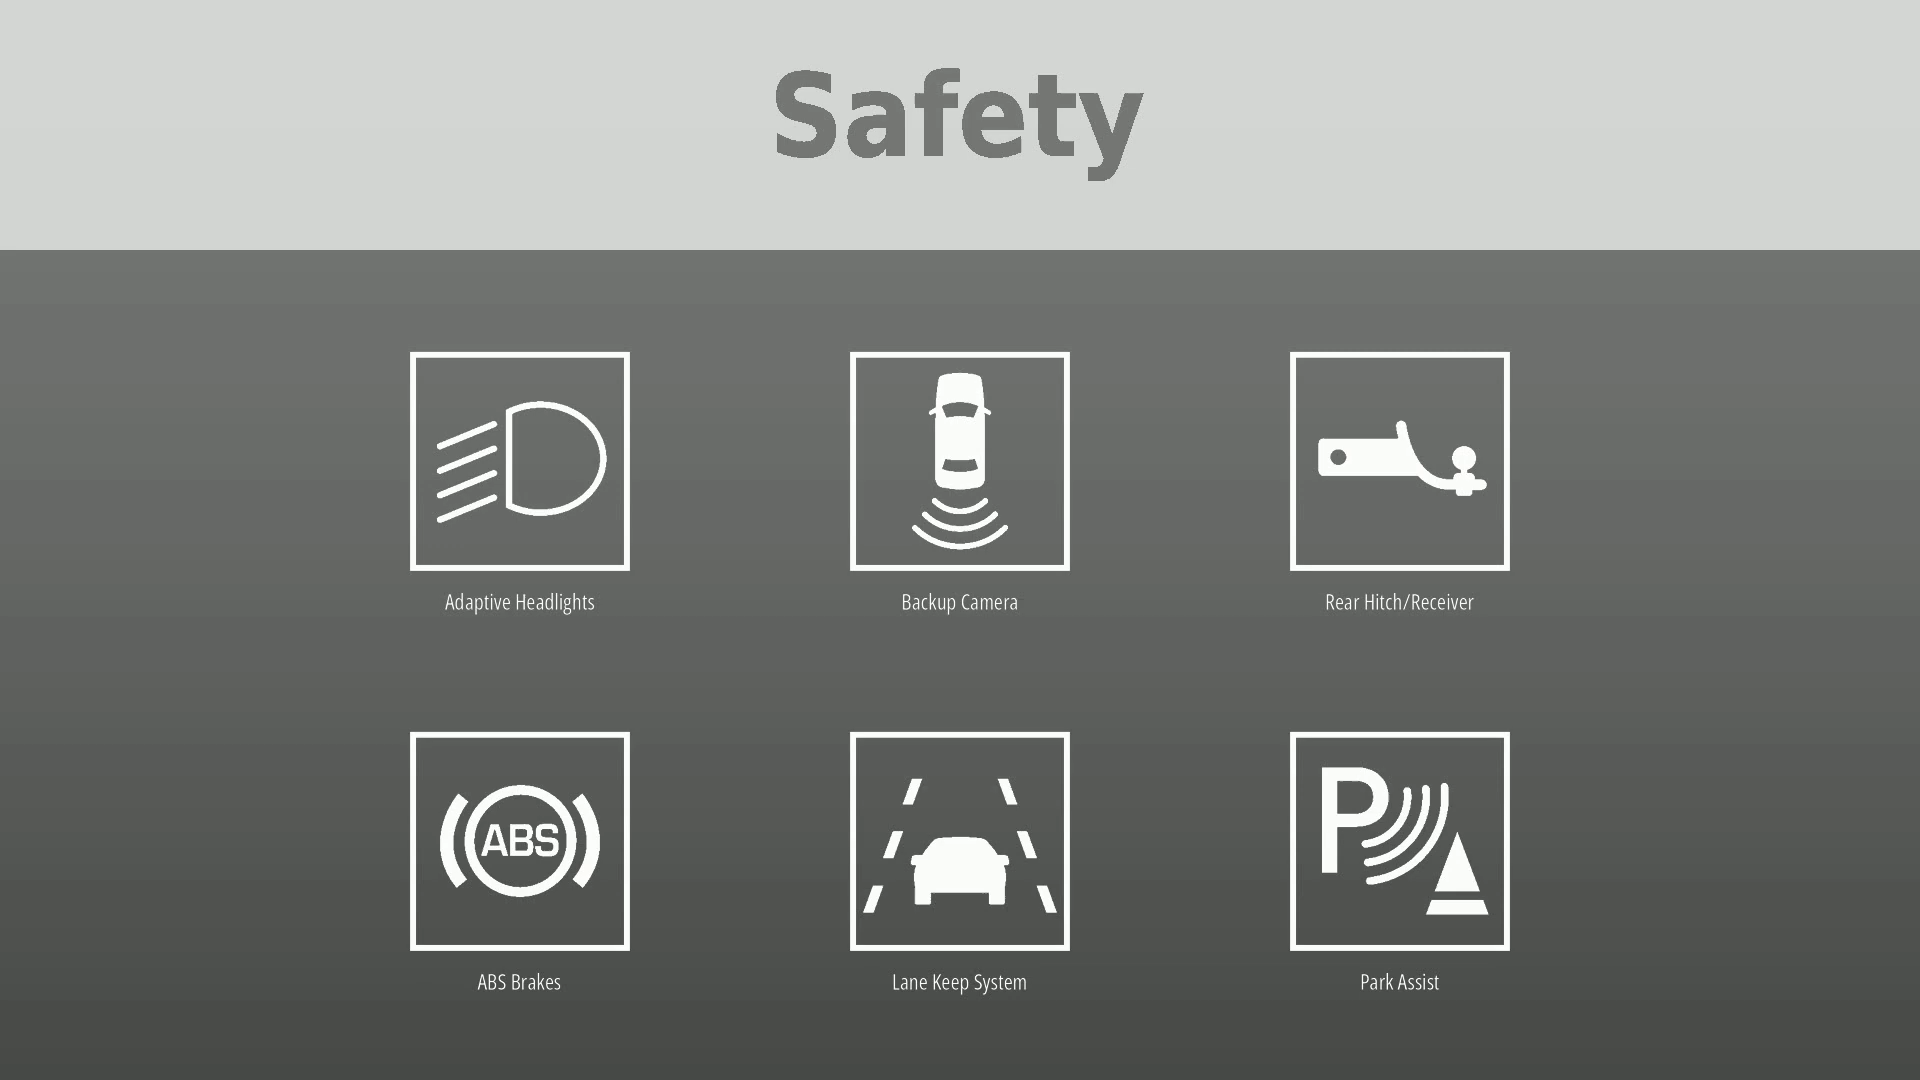 Safety
Adaptive Headlights
Backup Camera
Rear Hitch/Receiver
ABS
P
ABS Brakes
Lane Keep System
Park Assist